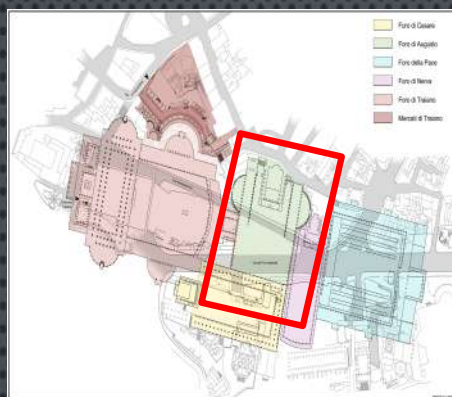 Foro di Cesare
Foro di Augusto
Foro della Pace
Foro di Nerva
Foro di Traiano
Mercati di Traiano